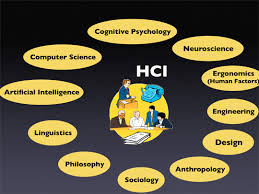 Cognitive Psychology
Neuroscience
Computer Science
HCI
Ergonomics
(Human Factors)
Artificial Intelligence
Engineering
Linguistics
Design
Philosophy
Anthropology
Sociology